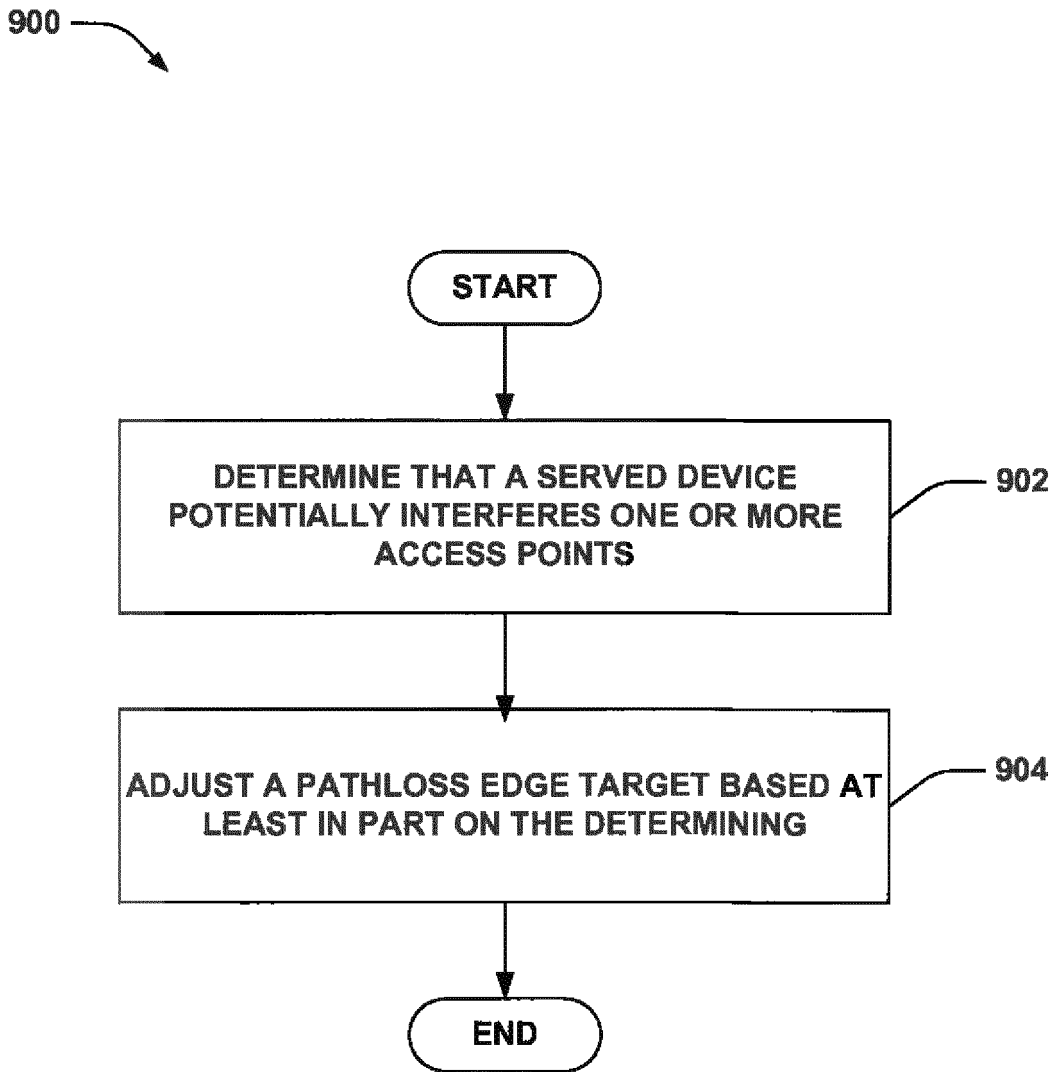 900
START
DETERMINE THAT A SERVED DEVICE
POTENTIALLY INTERFERES ONE OR MORE
ACCESS POINTS
902
ADJUST A PATHLOSS EDGE TARGET BASED AT
LEAST IN PART ON THE DETERMINING
904
END